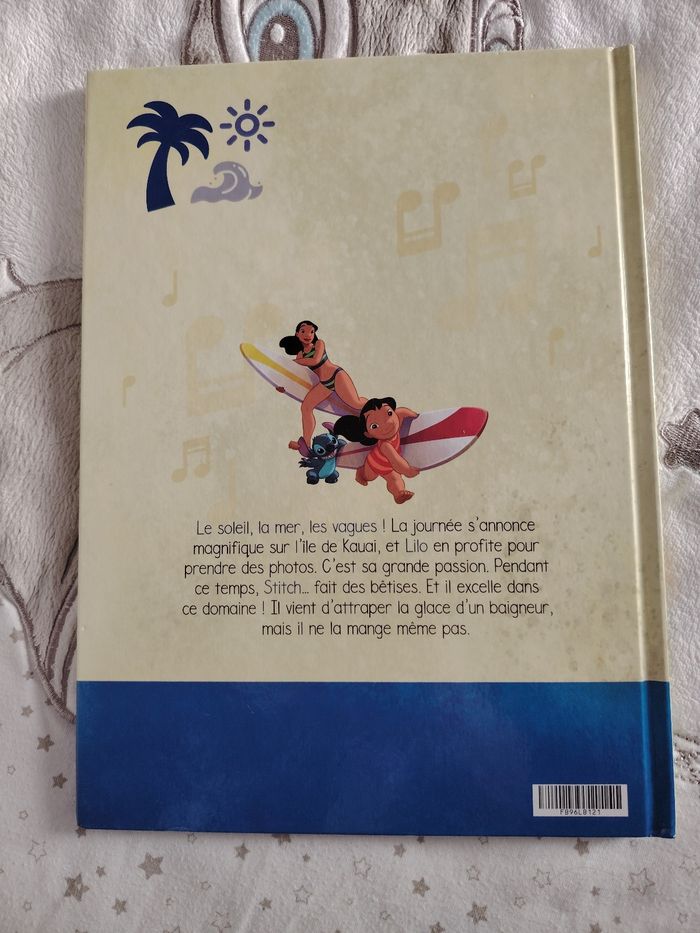 Le soleil, la mer, les vagues ! La journée s'annonce
magnifique sur l'île de Kauai, et Lilo en profite pour
prendre des photos. C'est sa grande passion. Pendant
ce temps, Stitch... fait des bêtises. Et il excelle dans
ce domaine ! Il vient d'attraper la glace d'un baigneur,
mais il ne la mange même pas.
FB96LB121